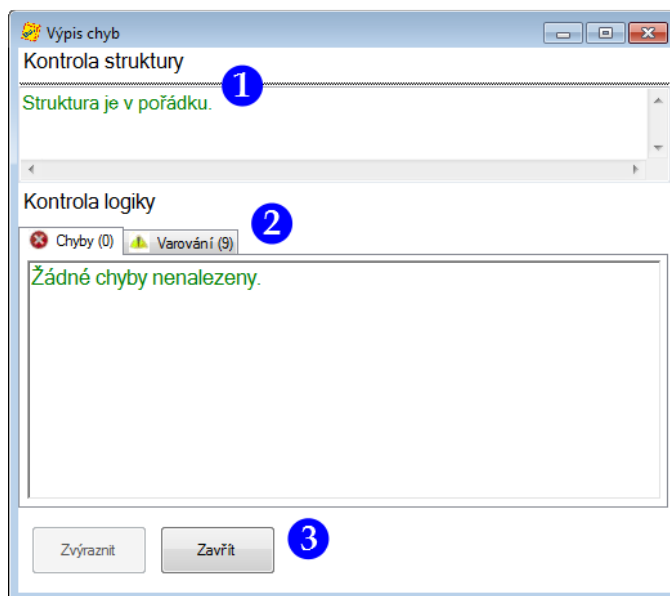 Výpis chyb
Kontrola struktury
1
Struktura je v pořádku.
Kontrola logiky
2
Chyby (0) Varování (9)
Žádné chyby nenalezeny.
Zvýraznit Zavřít 3